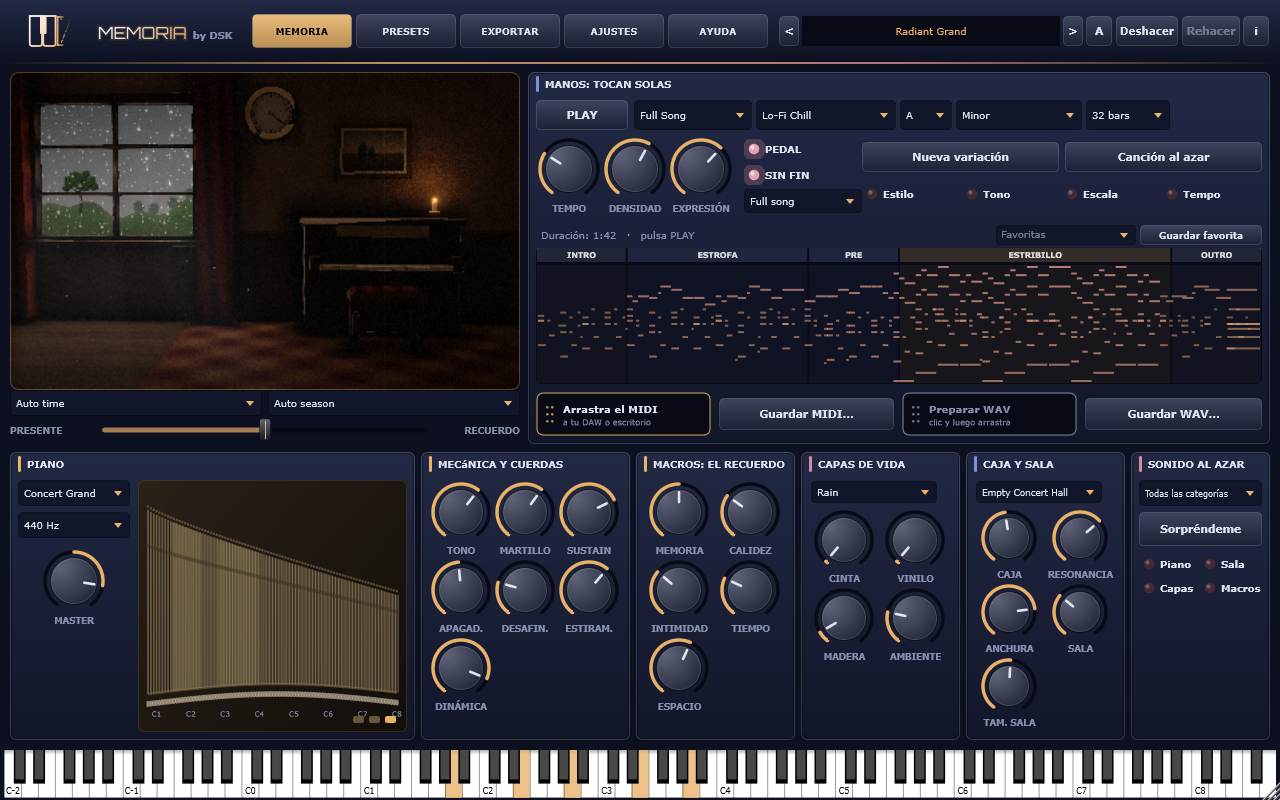 MEMORIA by DSK
MEMORIA
PRESETS
EXPORTAR
AJUSTES
AYUDA
<
Radiant Grand
>
A
Deshacer
Rehacer
i
MANOS: TOCAN SOLAS
PLAY
Full Song
Lo-Fi Chill
A
Minor
32 bars
TEMPO
DENSIDAD
EXPRESIÓN
PEDAL
SIN FIN
Full song
Nueva variación
Canción al azar
Estilo
Tono
Escala
Tempo
Duración: 1:42 · pulsa PLAY
Favoritas
Guardar favorita
INTRO
ESTROFA
PRE
ESTRIBILLO
OUTRO
Arrastra el MIDI
a tu DAW o escritorio
Guardar MIDI...
Preparar WAV
clic y luego arrastra
Guardar WAV...
Auto time
Auto season
PRESENTE
RECUERDO
PIANO
Concert Grand
440 Hz
MASTER
C1 C2 C3 C4 C5 C6 C7 C8
MECáNICA Y CUERDAS
TONO
MARTILLO
SUSTAIN
APAGAD.
DESAFIN.
ESTIRAM.
DINÁMICA
MACROS: EL RECUERDO
MEMORIA
CALIDEZ
INTIMIDAD
TIEMPO
ESPACIO
CAPAS DE VIDA
Rain
CINTA
VINILO
MADERA
AMBIENTE
CAJA Y SALA
Empty Concert Hall
CAJA
RESONANCIA
ANCHURA
SALA
TAM. SALA
SONIDO AL AZAR
Todas las categorías
Sorpréndeme
Piano
Sala
Capas
Macros
C-2 C-1 C0 C1 C2 C3 C4 C5 C6 C7 C8